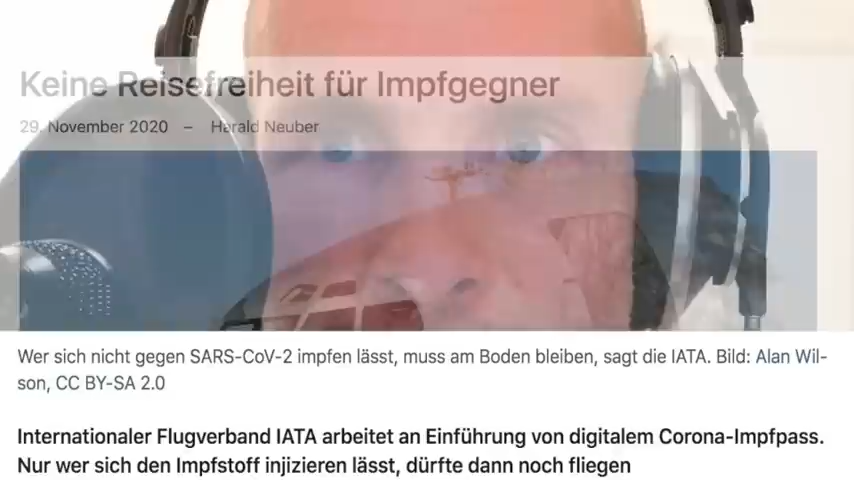 Keine Reisefreiheit für Impfgegner
29. November 2020 – Harald Neuber
Wer sich nicht gegen SARS-CoV-2 impfen lässt, muss am Boden bleiben, sagt die IATA. Bild: Alan Wil-
son, CC BY-SA 2.0
Internationaler Flugverband IATA arbeitet an Einführung von digitalem Corona-Impfpass.
Nur wer sich den Impfstoff injizieren lässt, dürfte dann noch fliegen